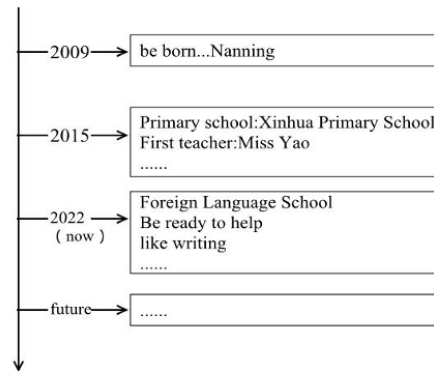 2009
be born...Nanning
2015
Primary school:Xinhua Primary School
First teacher:Miss Yao
......
2022
( now )
Foreign Language School
Be ready to help
like writing
......
future
......